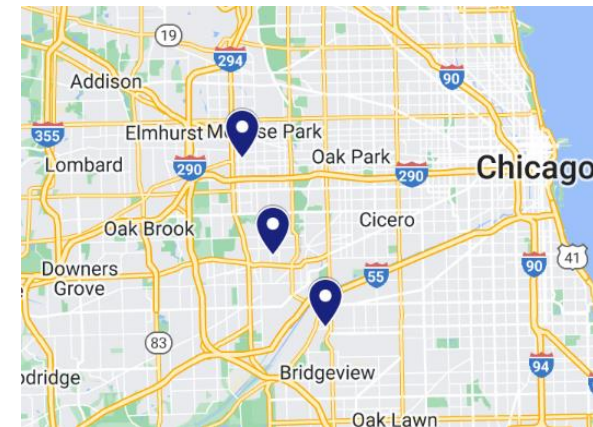 19
294
Addison
90
355
Elmhurst M se Park
Lombard
290
Oak Park
290
Chicago
Oak Brook
Cicero
Downers
Grove
55
90
41
83
Bridgeview
94
odridge
Oak Lawn